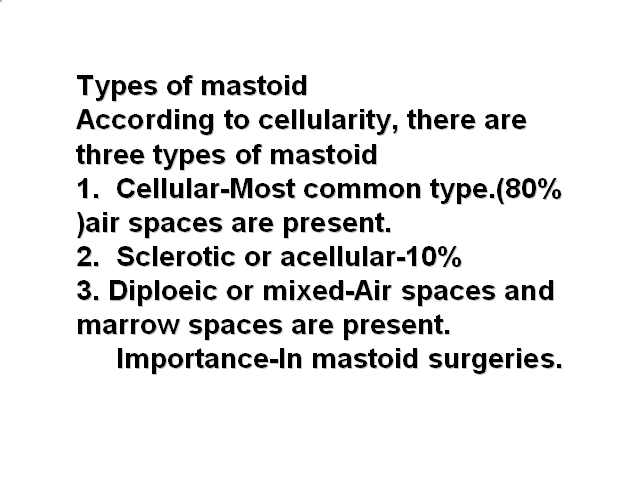 Types of mastoid
According to cellularity, there are
three types of mastoid
1.  Cellular-Most common type.(80%
)air spaces are present.
2.  Sclerotic or acellular-10%
3. Diploeic or mixed-Air spaces and
marrow spaces are present.
Importance-In mastoid surgeries.